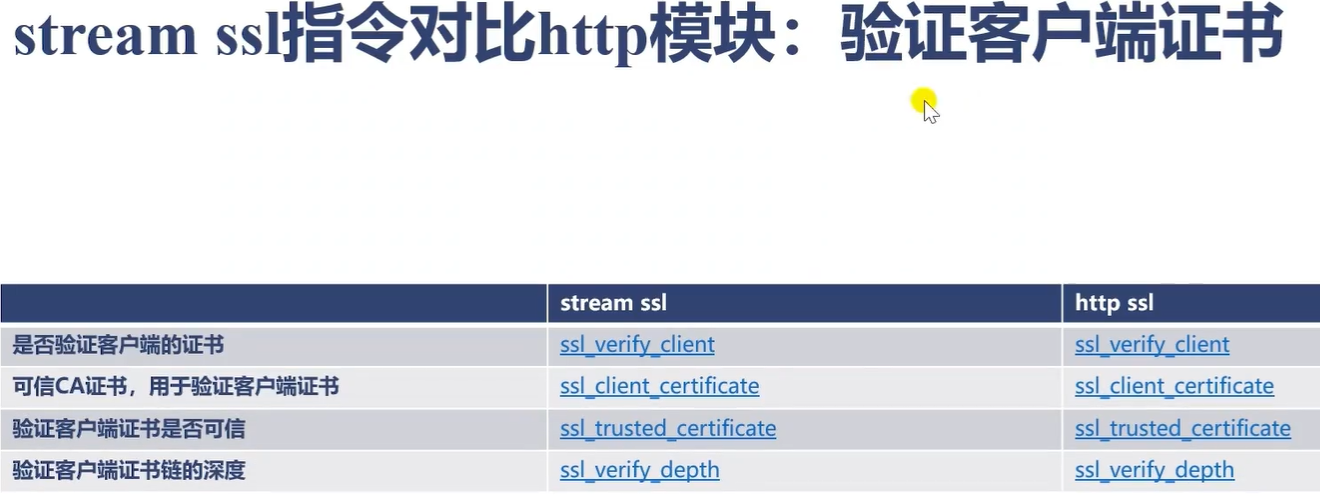 stream ssl指令对比http模块：验证客户端证书
stream ssl http ssl
是否验证客户端的证书 ssl_verify_client ssl_verify_client
可信CA证书，用于验证客户端证书 ssl_client_certificate ssl_client_certificate
验证客户端证书是否可信 ssl_trusted_certificate ssl_trusted_certificate
验证客户端证书链的深度 ssl_verify_depth ssl_verify_depth